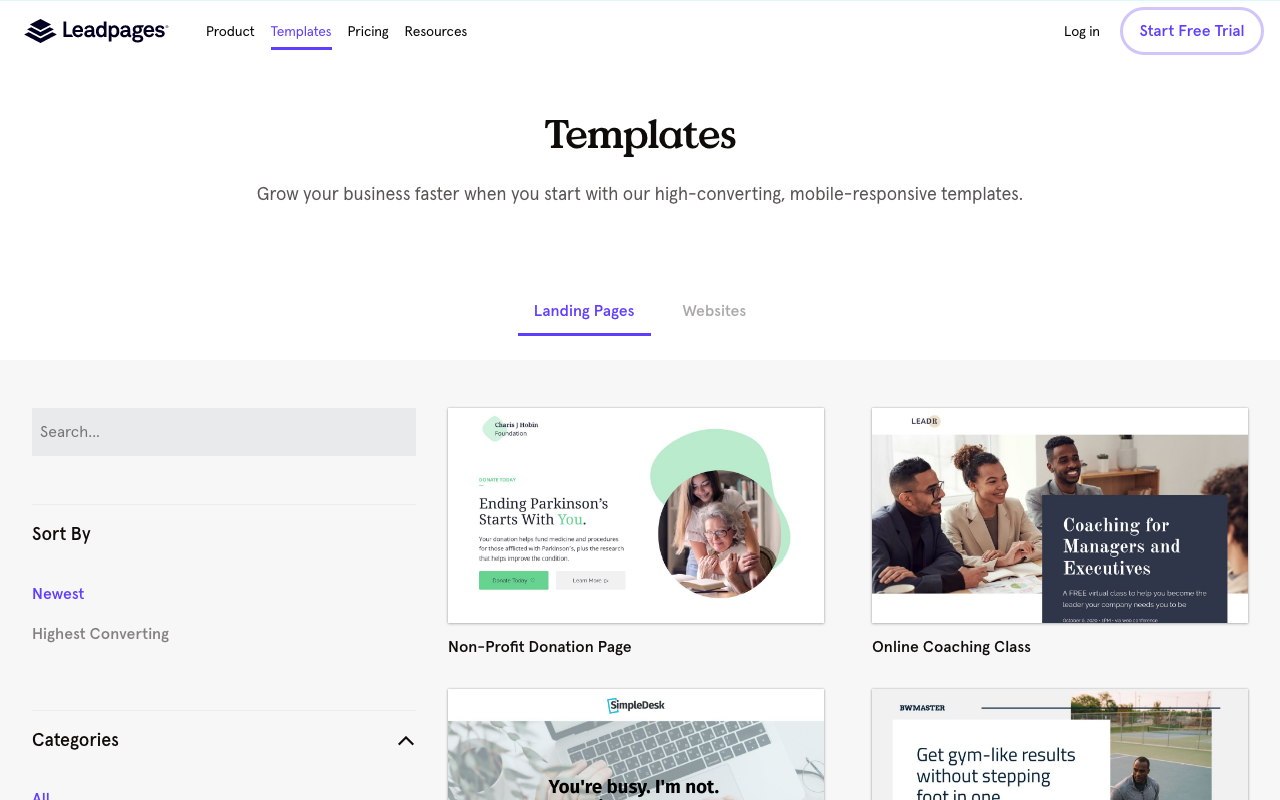 Leadpages
Product Templates Pricing Resources
Log in Start Free Trial
Templates
Grow your business faster when you start with our high-converting, mobile-responsive templates.
Landing Pages Websites
Search...
Sort By
Newest
Highest Converting
Categories
All
Charis J Hobin
Foundation
DONATE TODAY
Ending Parkinson's
Starts With You.
Your donation helps fund medicine and procedures
for those afflicted with Parkinson's, plus the research
that helps improve the condition.
Donate Today Learn More
Non-Profit Donation Page
LEADR
Coaching for
Managers and
Executives
A FREE virtual class to help you become the
leader your company needs you to be
Online Coaching Class
SimpleDesk
You're busy. I'm not.
BWMASTER
Get gym-like results
without stepping
foot in one